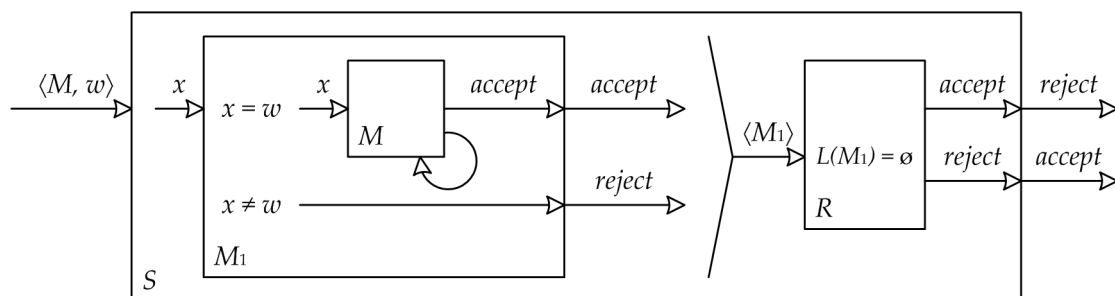 ⟨M, w⟩ x x = w x accept accept
M
x ≠ w reject
M₁
S
⟨M₁⟩ L(M₁) = ø
R
accept reject
reject accept